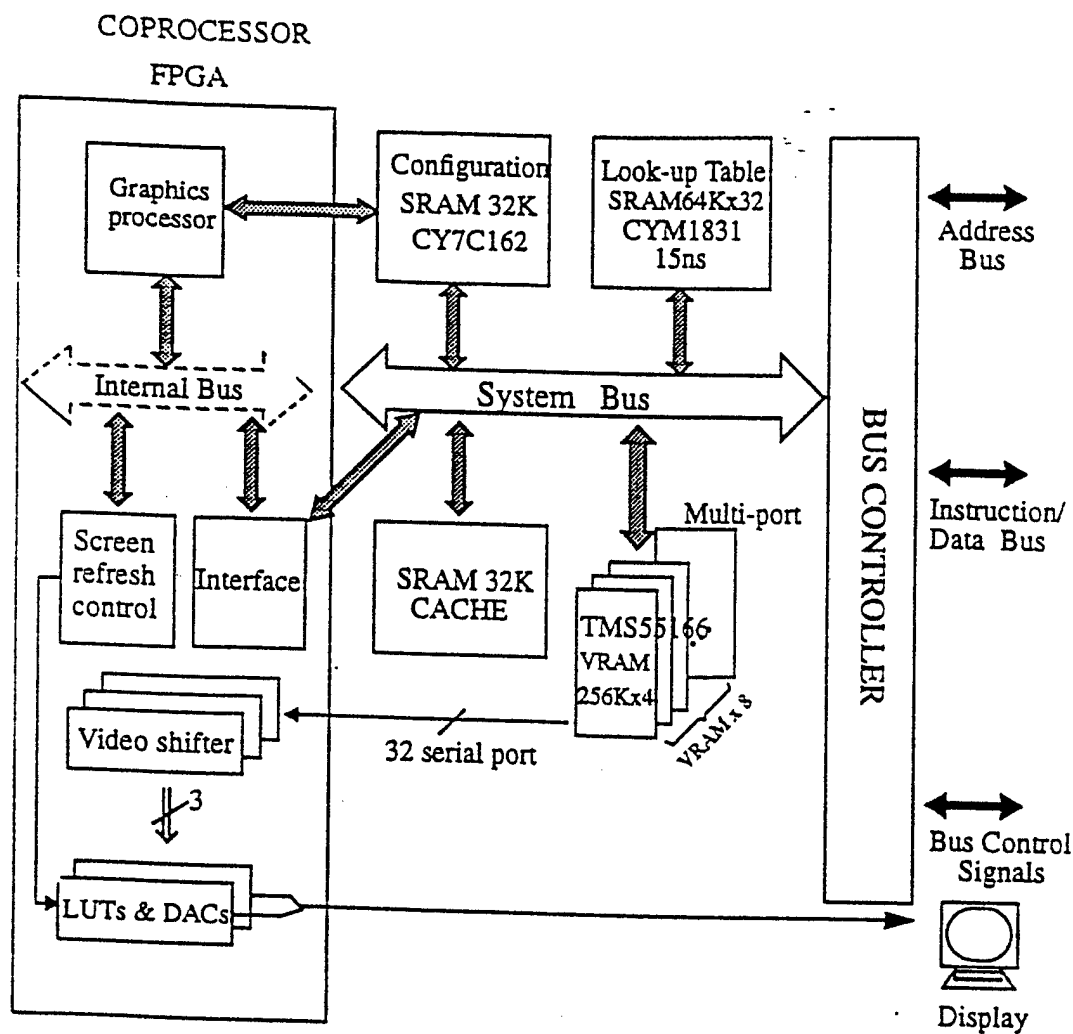 COPROCESSOR
FPGA
Graphics
processor
Configuration
SRAM 32K
CY7C162
Look-up Table
SRAM64Kx32
CYM1831
15ns
Address
Bus
Internal Bus
System Bus
BUS CONTROLLER
Instruction/
Data Bus
Screen
refresh
control
Interface
SRAM 32K
CACHE
Multi-port
TMS55166
VRAM
256Kx4
VRAM x 8
Video shifter
32 serial port
3
LUTs & DACs
Bus Control
Signals
Display